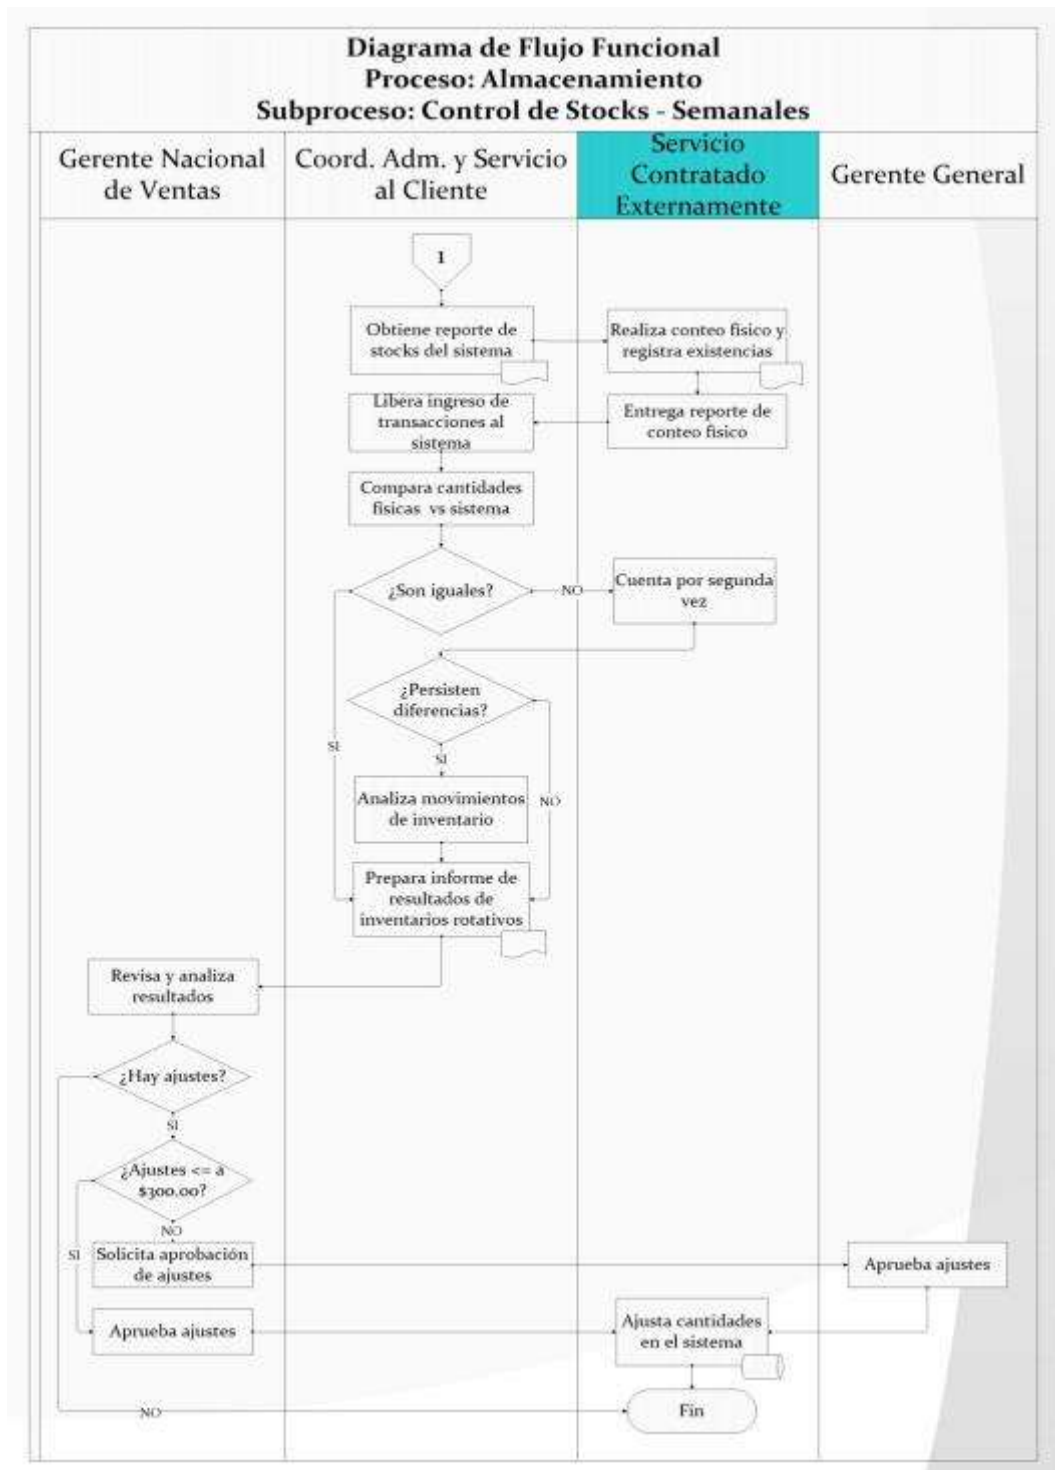 Diagrama de Flujo Funcional
Proceso: Almacenamiento
Subproceso: Control de Stocks - Semanales
Gerente Nacional
de Ventas
Coord. Adm. y Servicio
al Cliente
Servicio
Contratado
Externamente
Gerente General
1
Obtiene reporte de
stocks del sistema
Realiza conteo fisico y
registra existencias
Libera ingreso de
transacciones al
sistema
Entrega reporte de
conteo fisico
Compara cantidades
fisicas vs sistema
¿Son iguales?
NO
Cuenta por segunda
vez
¿Persisten
diferencias?
SI
SI
Analiza movimientos
de inventario
NO
Prepara informe de
resultados de
inventarios rotativos
Revisa y analiza
resultados
¿Hay ajustes?
SI
¿Ajustes <= a
$300.00?
NO
SI
Solicita aprobación
de ajustes
Aprueba ajustes
Aprueba ajustes
Ajusta cantidades
en el sistema
NO
Fin